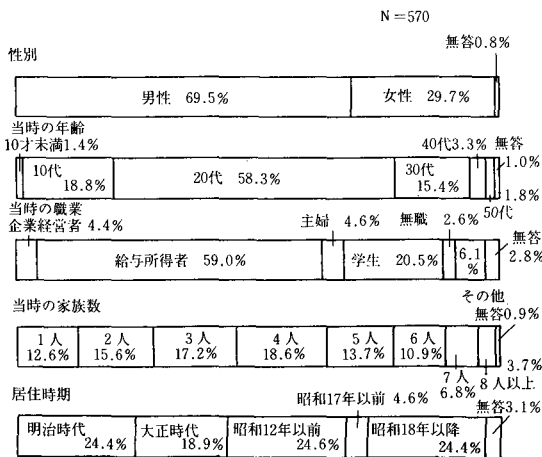 N＝570
性別
無答0.8%
男性 69.5%
女性 29.7%
当時の年齢
10才未満1.4%
40代3.3%
無答
1.0%
10代
18.8%
20代 58.3%
30代
15.4%
1.8%
50代
当時の職業
企業経営者 4.4%
主婦 4.6%
無職 2.6%
無答
2.8%
給与所得者 59.0%
学生 20.5%
6.1
%
その他
当時の家族数
無答0.9%
1人
12.6%
2人
15.6%
3人
17.2%
4人
18.6%
5人
13.7%
6人
10.9%
7人
6.8%
8人以上
3.7%
居住時期
昭和17年以前 4.6%
無答3.1%
明治時代
24.4%
大正時代
18.9%
昭和12年以前
24.6%
昭和18年以降
24.4%